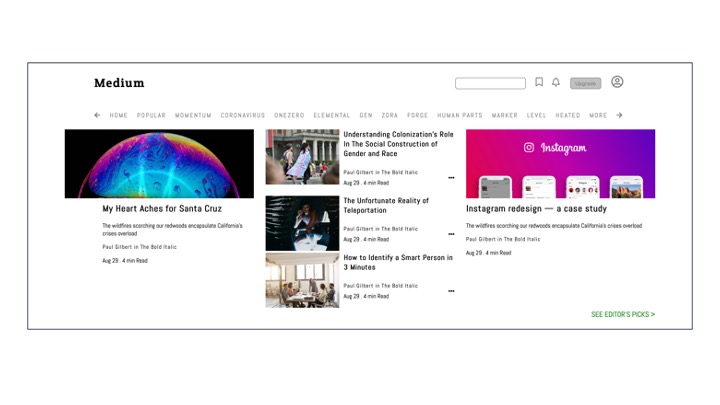 Medium
Upgrade
HOME POPULAR MOMENTUM CORONAVIRUS ONEZERO ELEMENTAL GEN ZORA FORGE HUMAN PARTS MARKER LEVEL HEATED MORE
My Heart Aches for Santa Cruz
The wildfires scorching our redwoods encapsulate California's
crises overload
Paul Gilbert in The Bold Italic
Aug 29 . 4 min Read
Understanding Colonization's Role
In The Social Construction of
Gender and Race
Paul Gilbert in The Bold Italic
Aug 29 . 4 min Read
The Unfortunate Reality of
Teleportation
Paul Gilbert in The Bold Italic
Aug 29 . 4 min Read
How to Identify a Smart Person in
3 Minutes
Paul Gilbert in The Bold Italic
Aug 29 . 4 min Read
Instagram
Instagram redesign — a case study
The wildfires scorching our redwoods encapsulate California's crises overload
Paul Gilbert in The Bold Italic
Aug 29 . 4 min Read
SEE EDITOR'S PICKS >